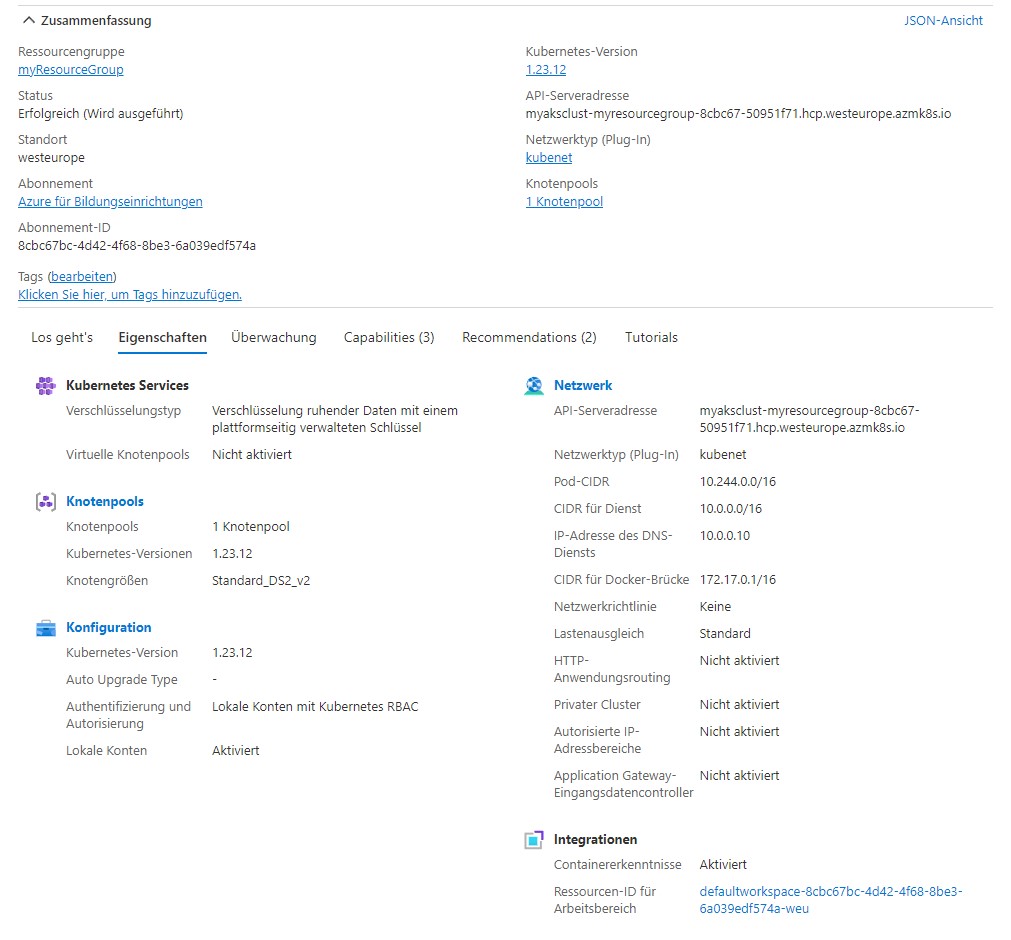 Zusammenfassung
JSON-Ansicht
Ressourcengruppe
myResourceGroup
Status
Erfolgreich (Wird ausgeführt)
Standort
westeurope
Abonnement
Azure für Bildungseinrichtungen
Abonnement-ID
8cbc67bc-4d42-4f68-8be3-6a039edf574a
Kubernetes-Version
1.23.12
API-Serveradresse
myaksclust-myresourcegroup-8cbc67-50951f71.hcp.westeurope.azmk8s.io
Netzwerktyp (Plug-In)
kubenet
Knotenpools
1 Knotenpool
Tags (bearbeiten)
Klicken Sie hier, um Tags hinzuzufügen.
Los geht's Eigenschaften Überwachung Capabilities (3) Recommendations (2) Tutorials
Kubernetes Services
Verschlüsselungstyp Verschlüsselung ruhender Daten mit einem
plattformseitig verwalteten Schlüssel
Virtuelle Knotenpools Nicht aktiviert
Knotenpools
Knotenpools 1 Knotenpool
Kubernetes-Versionen 1.23.12
Knotengrößen Standard_DS2_v2
Konfiguration
Kubernetes-Version 1.23.12
Auto Upgrade Type -
Authentifizierung und Lokale Konten mit Kubernetes RBAC
Autorisierung
Lokale Konten Aktiviert
Netzwerk
API-Serveradresse myaksclust-myresourcegroup-8cbc67-
50951f71.hcp.westeurope.azmk8s.io
Netzwerktyp (Plug-In) kubenet
Pod-CIDR 10.244.0.0/16
CIDR für Dienst 10.0.0.0/16
IP-Adresse des DNS- 10.0.0.10
Diensts
CIDR für Docker-Brücke 172.17.0.1/16
Netzwerkrichtlinie Keine
Lastenausgleich Standard
HTTP- Nicht aktiviert
Anwendungsrouting
Privater Cluster Nicht aktiviert
Autorisierte IP- Nicht aktiviert
Adressbereiche
Application Gateway- Nicht aktiviert
Eingangsdatencontroller
Integrationen
Containererkenntnisse Aktiviert
Ressourcen-ID für defaultworkspace-8cbc67bc-4d42-4f68-8be3-
Arbeitsbereich 6a039edf574a-weu